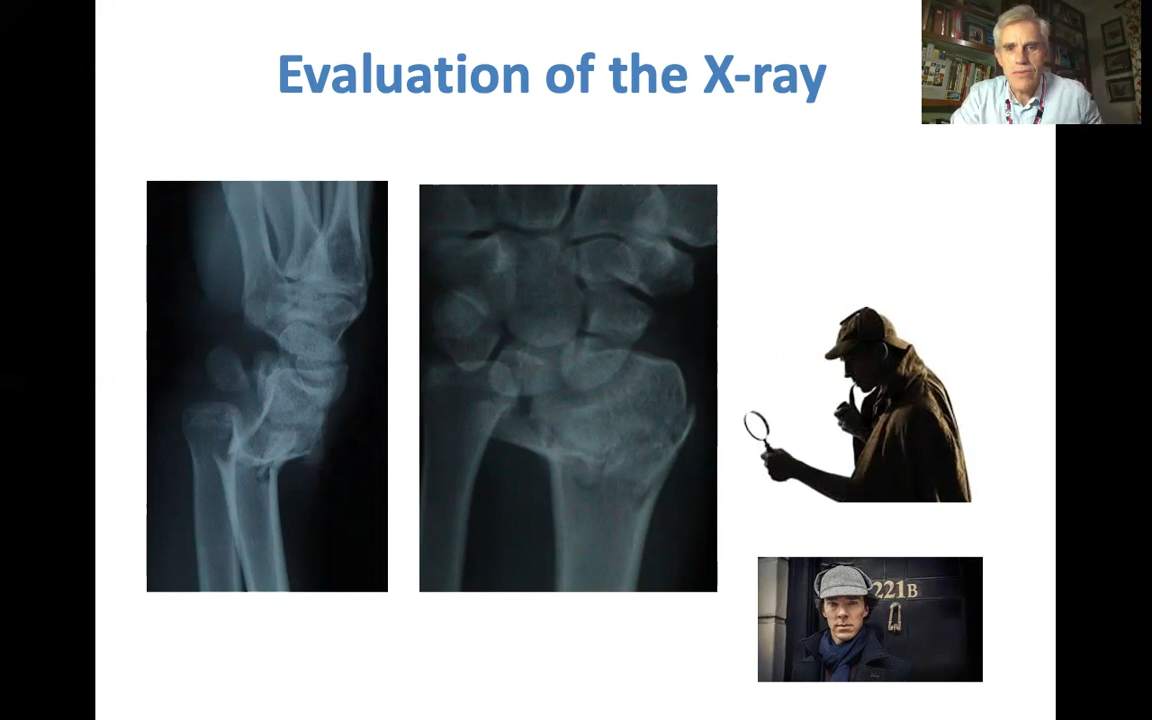 Evaluation of the X-ray
221B